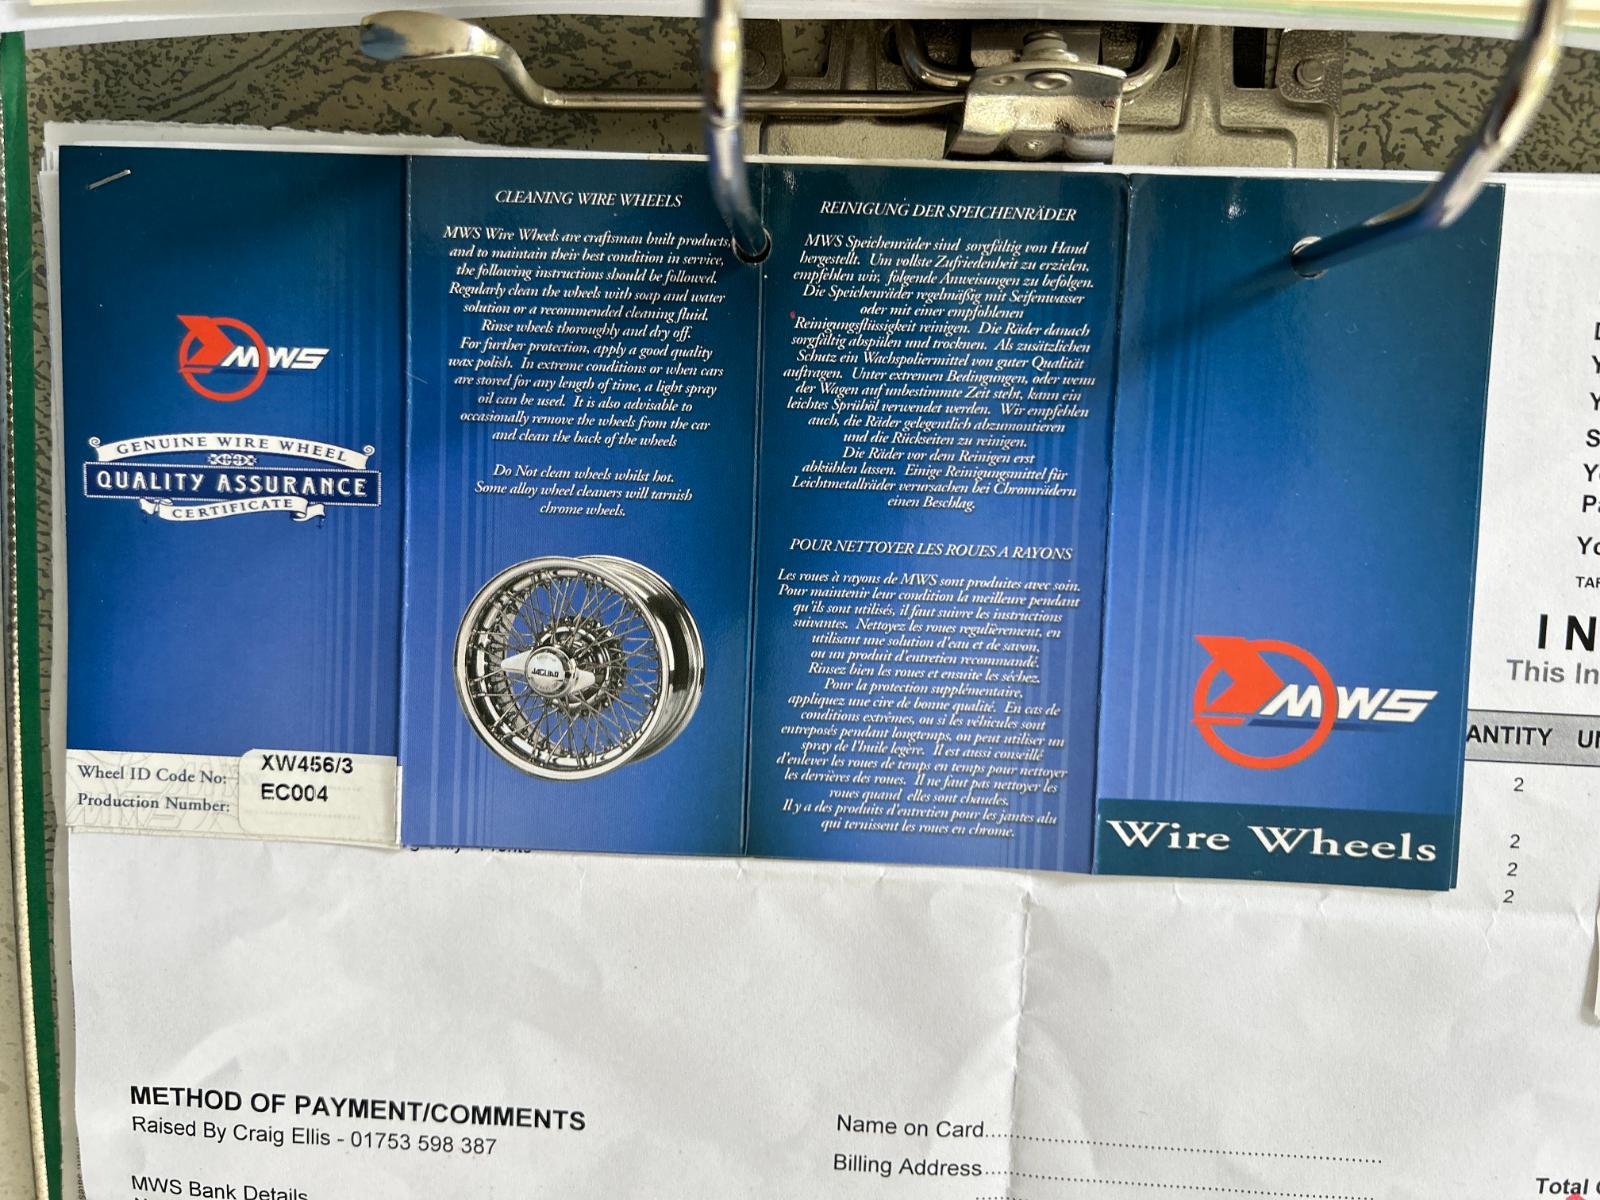 MWS
GENUINE WIRE WHEEL
QUALITY ASSURANCE
CERTIFICATE
Wheel ID Code No: XW456/3
Production Number: EC004
CLEANING WIRE WHEELS
MWS Wire Wheels are craftsman built products,
and to maintain their best condition in service,
the following instructions should be followed.
Regularly clean the wheels with soap and water
solution or a recommended cleaning fluid.
Rinse wheels thoroughly and dry off.
For further protection, apply a good quality
wax polish. In extreme conditions or when cars
are stored for any length of time, a light spray
oil can be used. It is also advisable to
occasionally remove the wheels from the car
and clean the back of the wheels
Do Not clean wheels whilst hot.
Some alloy wheel cleaners will tarnish
chrome wheels.
JAGUAR
REINIGUNG DER SPEICHENRÄDER
MWS Speichenräder sind sorgfältig von Hand
hergestellt. Um vollste Zufriedenheit zu erzielen,
empfehlen wir, folgende Anweisungen zu befolgen.
Die Speichenräder regelmäßig mit Seifenwasser
oder mit einer empfohlenen
Reinigungsflüssigkeit reinigen. Die Räder danach
sorgfältig abspülen und trocknen. Als zusätzlichen
Schutz ein Wachspoliermittel von guter Qualität
auftragen. Unter extremen Bedingungen, oder wenn
der Wagen auf unbestimmte Zeit steht, kann ein
leichtes Sprühöl verwendet werden. Wir empfehlen
auch, die Räder gelegentlich abzumontieren
und die Rückseiten zu reinigen.
Die Räder vor dem Reinigen erst
abkühlen lassen. Einige Reinigungsmittel für
Leichtmetallräder verursachen bei Chromrädern
einen Beschlag.
POUR NETTOYER LES ROUES A RAYONS
Les roues à rayons de MWS sont produites avec soin.
Pour maintenir leur condition la meilleure pendant
qu'ils sont utilisés, il faut suivre les instructions
suivantes. Nettoyez les roues regulièrement, en
utilisant une solution d'eau et de savon,
ou un produit d'entretien recommandé.
Rinsez bien les roues et ensuite les séchez.
Pour la protection supplémentaire,
appliquez une cire de bonne qualité. En cas de
conditions extrêmes, ou si les véhicules sont
entreposés pendant longtemps, on peut utiliser un
spray de l'huile legère. Il est aussi conseillé
d'enlever les roues de temps en temps pour nettoyer
les derrières des roues. Il ne faut pas nettoyer les
roues quand elles sont chaudes.
Il y a des produits d'entretien pour les jantes alu
qui ternissent les roues en chrome.
MWS
Wire Wheels
TAR
IN
This In
ANTITY UN
2
2
2
2
METHOD OF PAYMENT/COMMENTS
Raised By Craig Ellis - 01753 598 387
MWS Bank Details
Name on Card
Billing Address
Total